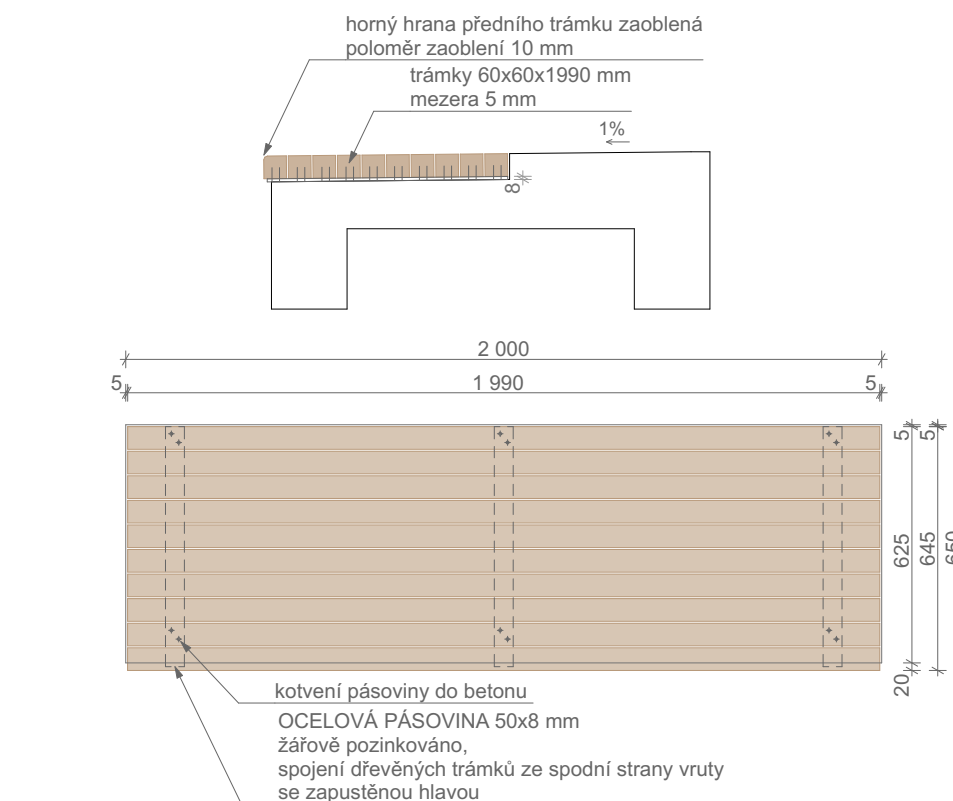 horný hrana předního trámku zaoblená
poloměr zaoblení 10 mm
trámky 60x60x1990 mm
mezera 5 mm
1%
8
2 000
5
1 990
5
5
5
625
645
650
20
kotvení pásoviny do betonu
OCELOVÁ PÁSOVINA 50x8 mm
žářově pozinkováno,
spojení dřevěných trámků ze spodní strany vruty
se zapustěnou hlavou